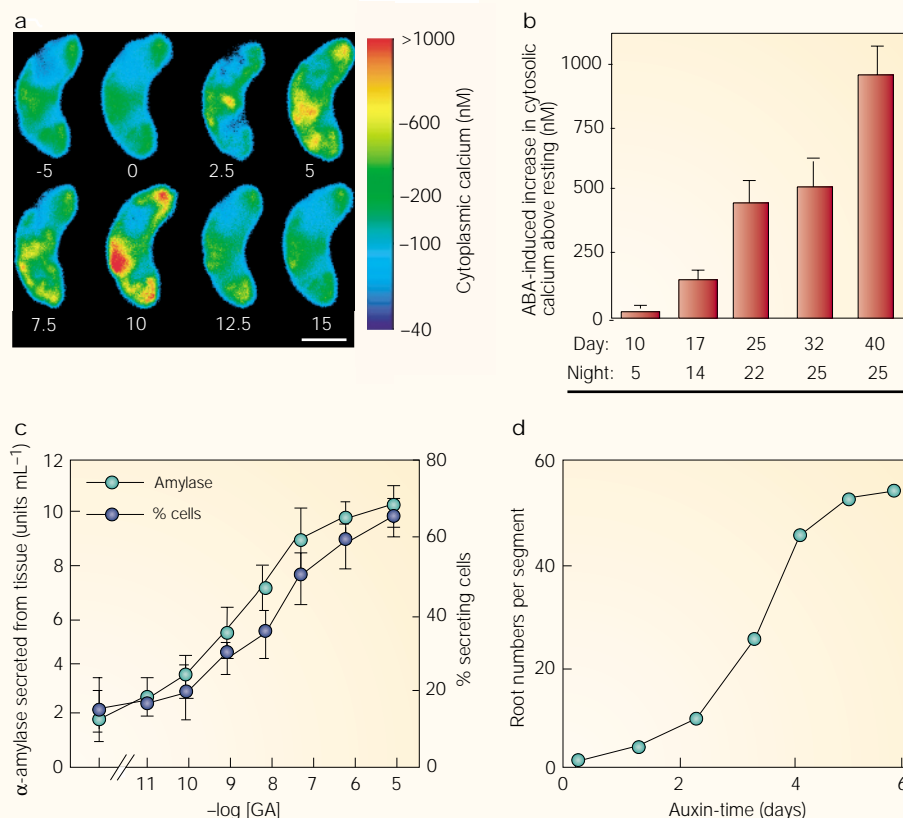 a
-5 0 2.5 5
7.5 10 12.5 15
>1000
–600
–200
–100
–40
Cytoplasmic calcium (nM)
b
ABA-induced increase in cytosolic
calcium above resting (nM)
1000
750
500
250
0
Day: 10 17 25 32 40
Night: 5 14 22 25 25
c
α-amylase secreted from tissue (units mL⁻¹)
12
10
8
6
4
2
0
Amylase
% cells
80
60
40
20
0
% secreting cells
11 10 9 8 7 6 5
–log [GA]
d
Root numbers per segment
60
40
20
0
0 2 4 6
Auxin-time (days)